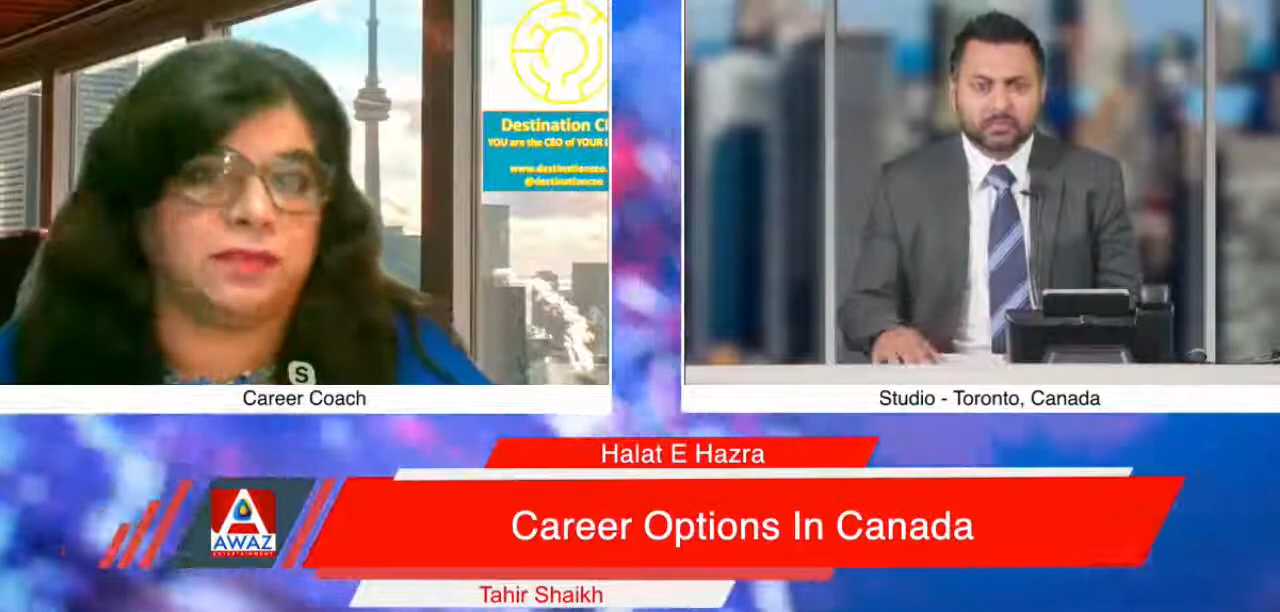 Destination C
YOU are the CEO of YOUR
www.destinationceo.
@destinationceo
S
Career Coach
Studio - Toronto, Canada
Halat E Hazra
Career Options In Canada
A
AWAZ
ENTERTAINMENT
Tahir Shaikh